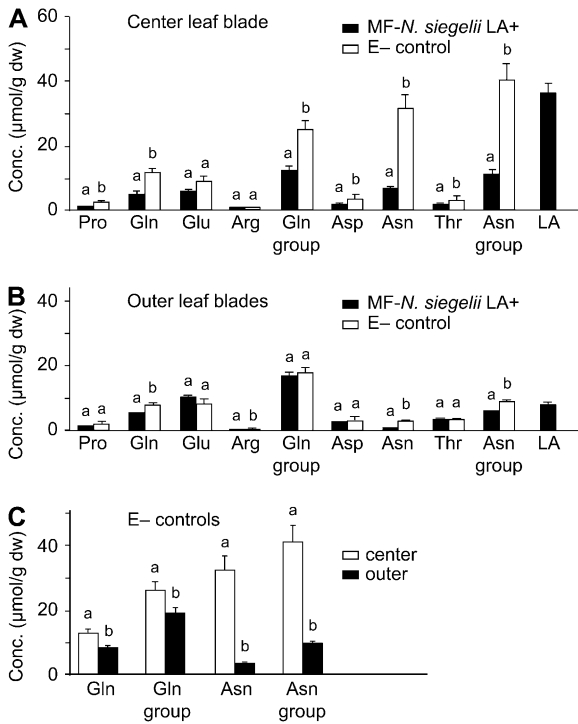 A
Center leaf blade
60
40
20
0
Conc. (µmol/g dw)
MF-N. siegelii LA+
E– control
a b a b a a a a a b a b a b a b a b
Pro Gln Glu Arg Gln group Asp Asn Thr Asn group LA
B
Outer leaf blades
40
20
0
Conc. (µmol/g dw)
MF-N. siegelii LA+
E– control
a a a b a a a b a a a a a b a a a b
Pro Gln Glu Arg Gln group Asp Asn Thr Asn group LA
C
E– controls
40
20
0
Conc. (µmol/g dw)
center
outer
a b a b a b a b
Gln Gln group Asn Asn group